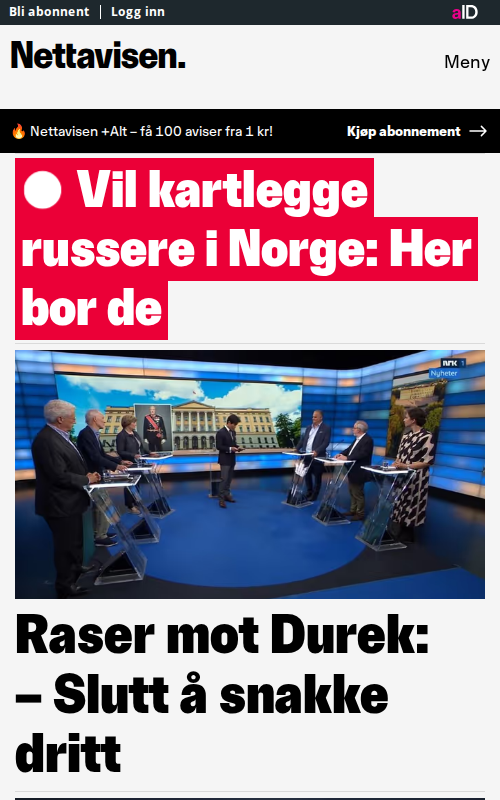 Bli abonnent | Logg inn aID
Nettavisen.
Meny
🔥 Nettavisen +Alt – få 100 aviser fra 1 kr! Kjøp abonnement →
Vil kartlegge
russere i Norge: Her
bor de
NRK 1
Nyheter
Raser mot Durek:
– Slutt å snakke
dritt